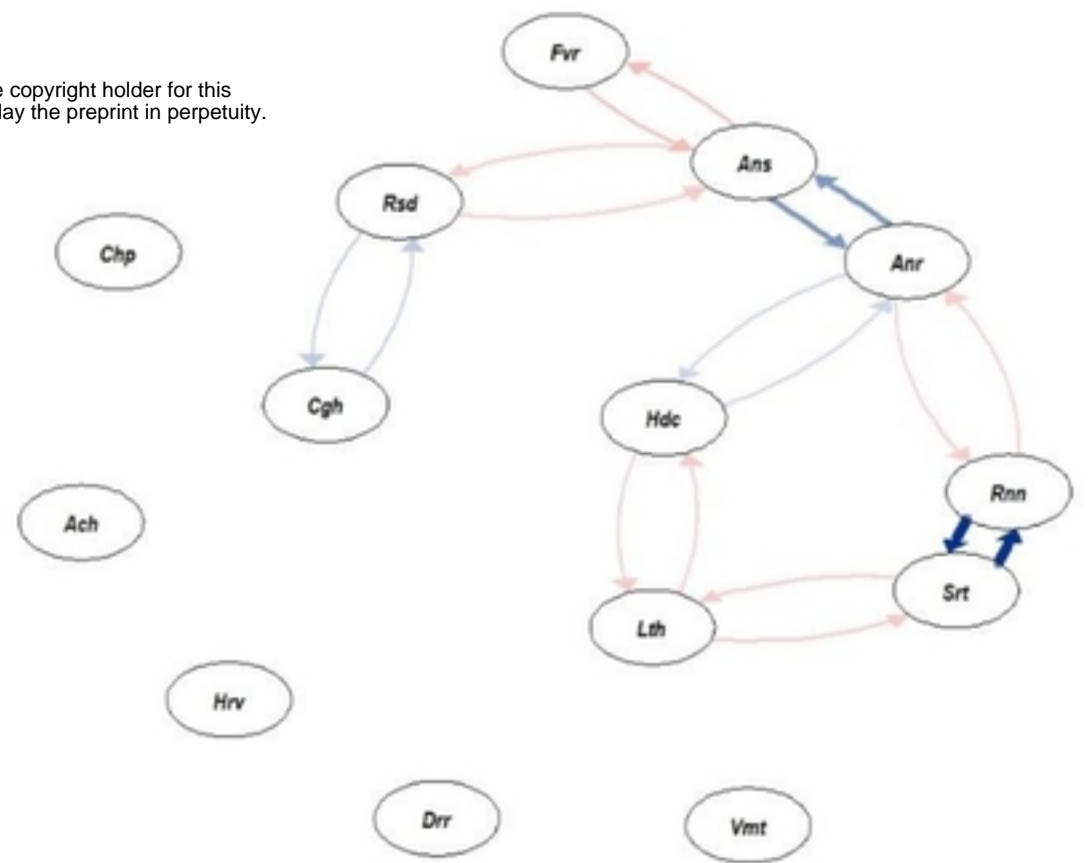 Fvr
e copyright holder for this
lay the preprint in perpetuity.
Ans
Rsd
Chp
Anr
Cgh
Hdc
Rnn
Ach
Srt
Lth
Hrv
Drr
Vmt